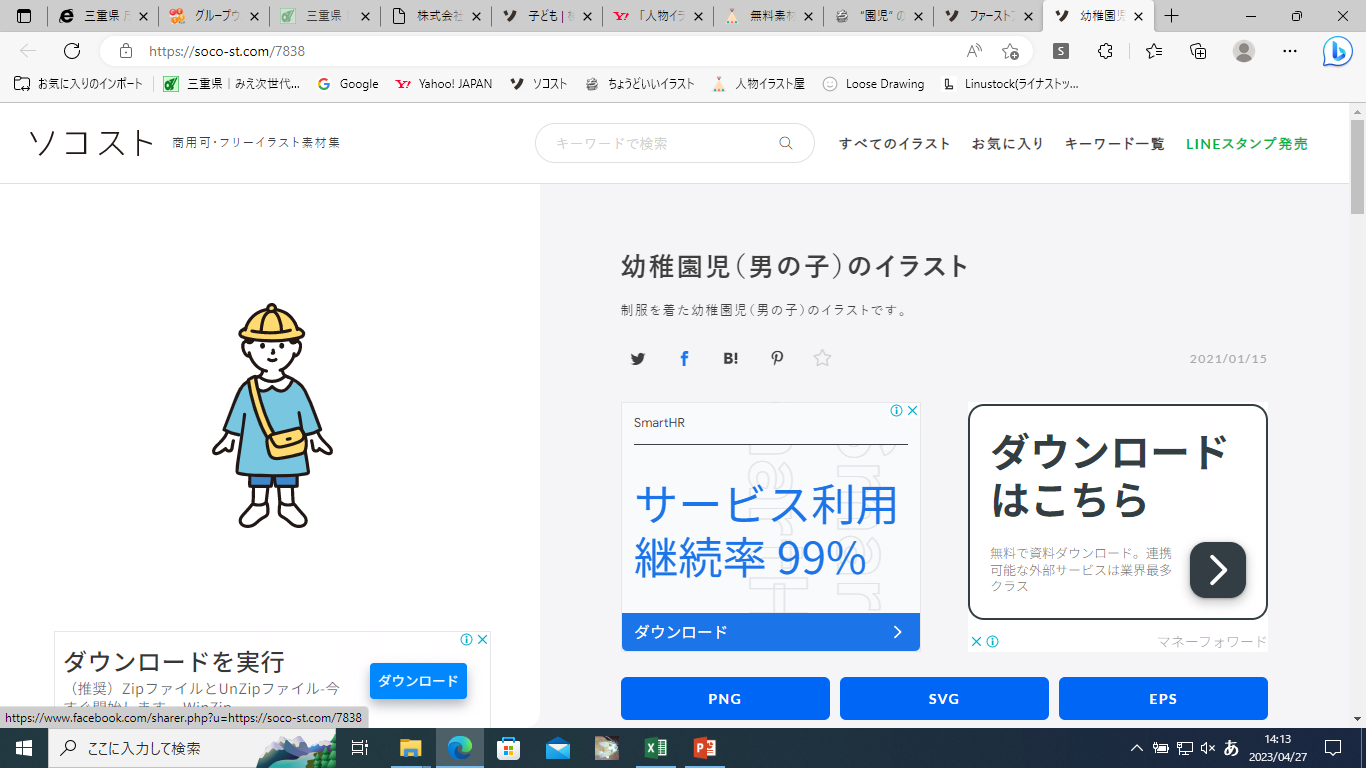 三重県 瓜
グループウ
三重県｜
株式会社
子ども | 種
「人物イラ
無料素材
"園児" の
ファーストフ
幼稚園児
https://soco-st.com/7838
お気に入りのインポート
三重県｜みえ次世代...
Google
Yahoo! JAPAN
ソコスト
ちょうどいいイラスト
人物イラスト屋
Loose Drawing
Linustock(ライナストッ...
ソコスト
商用可・フリーイラスト素材集
キーワードで検索
すべてのイラスト
お気に入り
キーワード一覧
LINEスタンプ発売
幼稚園児（男の子）のイラスト
制服を着た幼稚園児（男の子）のイラストです。
B!
2021/01/15
SmartHR
サービス利用
継続率 99%
ダウンロード
ダウンロード
はこちら
無料で資料ダウンロード。連携
可能な外部サービスは業界最多
クラス
マネーフォワード
ダウンロードを実行
（推奨）ZipファイルとUnZipファイル-今
ダウンロード
PNG
SVG
EPS
https://www.facebook.com/sharer.php?u=https://soco-st.com/7838
ここに入力して検索
あ
14:13
2023/04/27